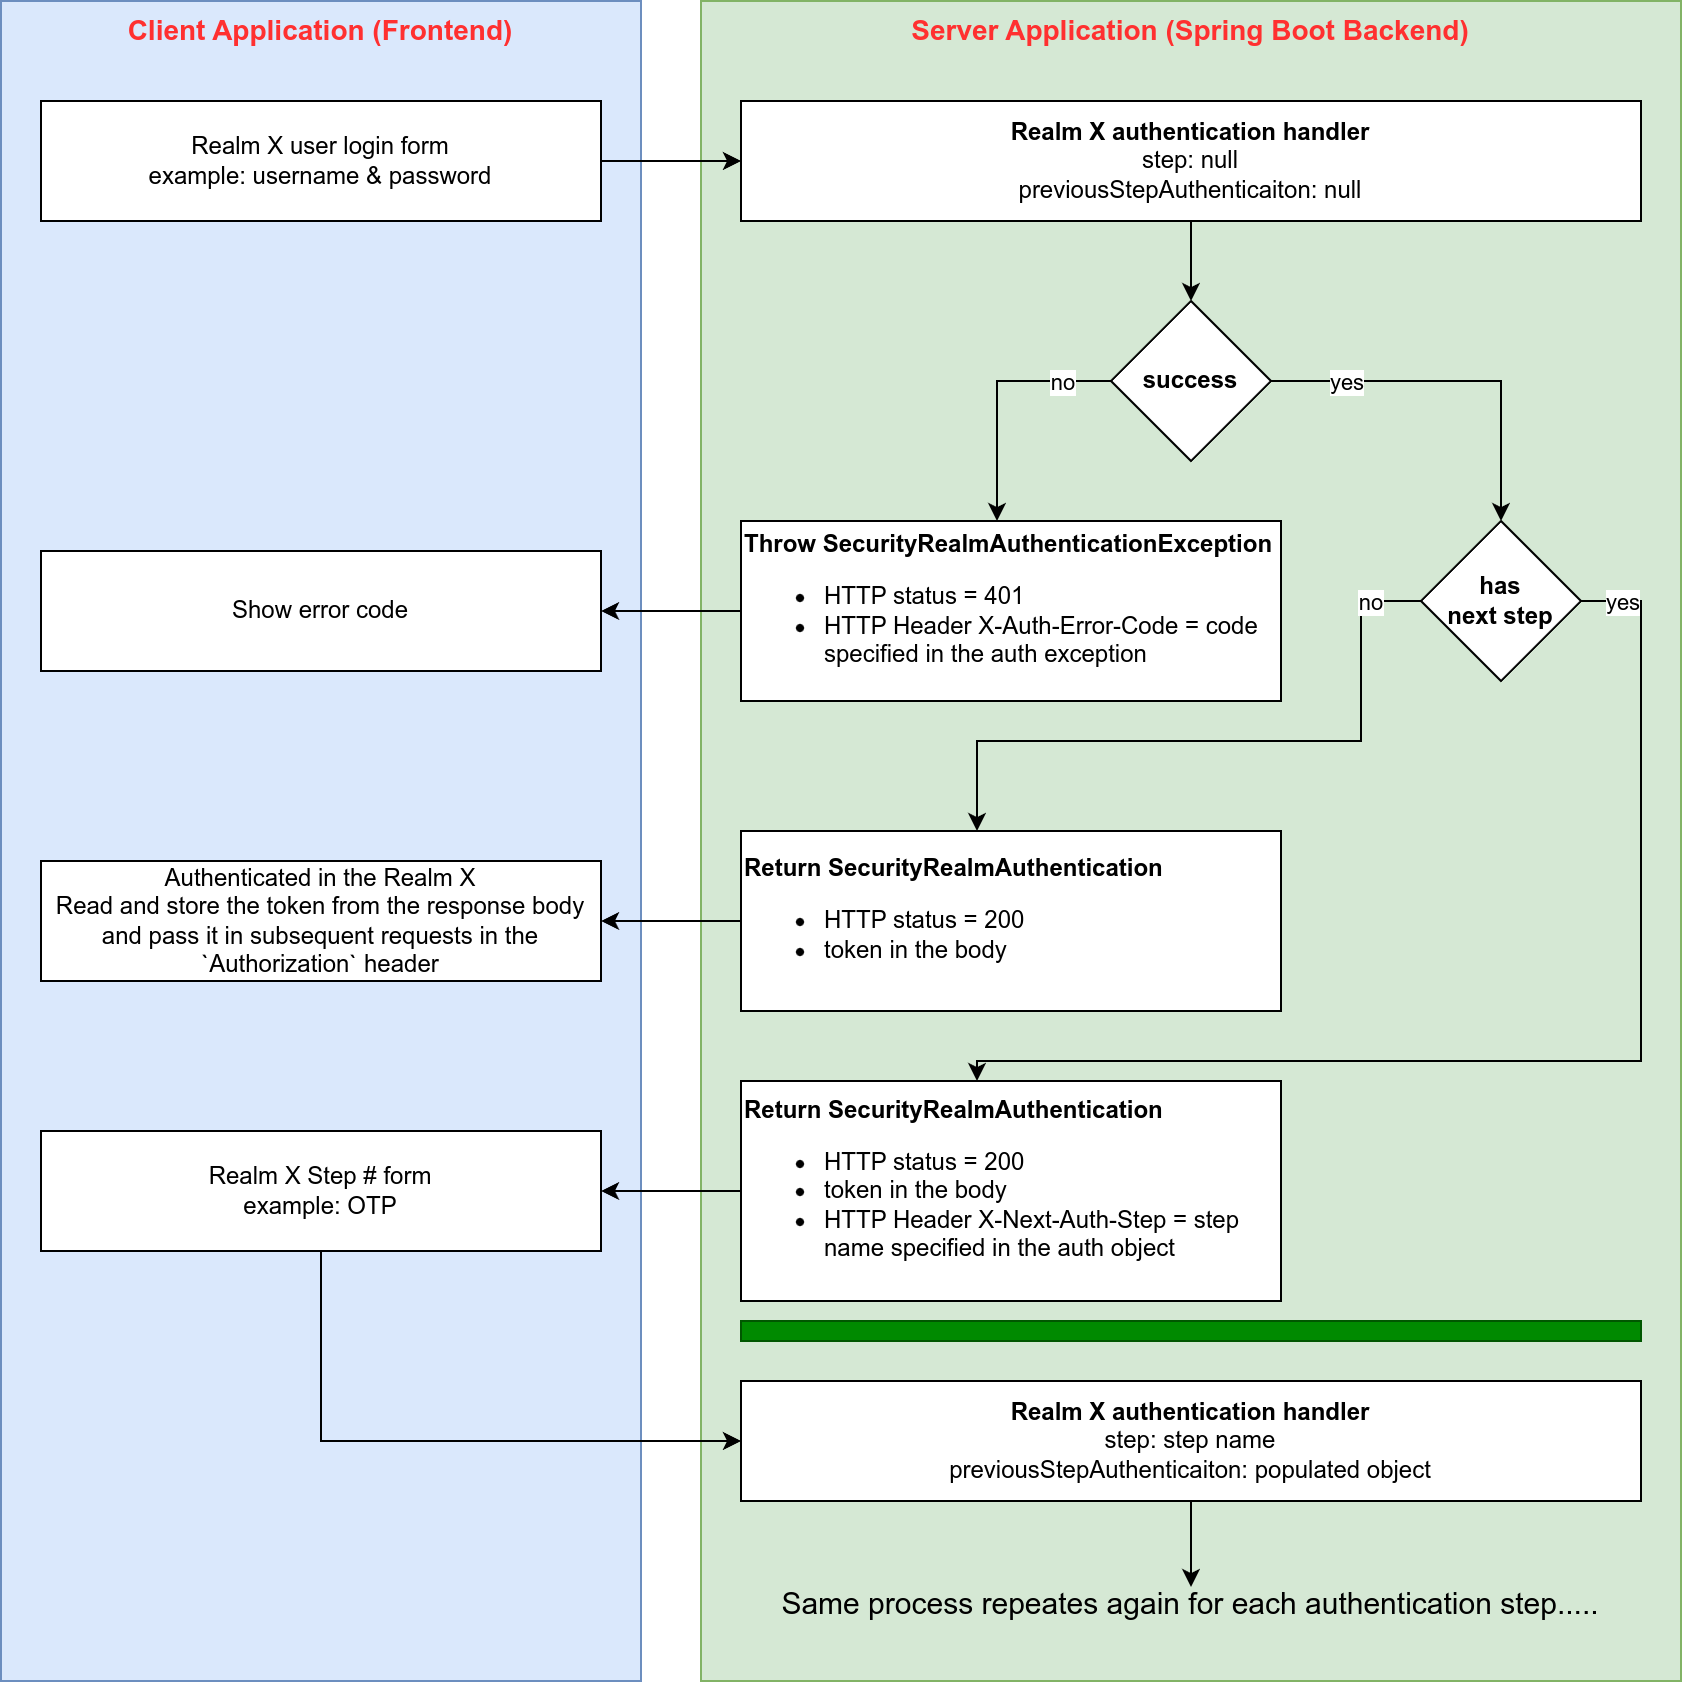 Client Application (Frontend)
Server Application (Spring Boot Backend)
Realm X user login form
example: username & password
Realm X authentication handler
step: null
previousStepAuthenticaiton: null
success
no
yes
Throw SecurityRealmAuthenticationException
HTTP status = 401
HTTP Header X-Auth-Error-Code = code
specified in the auth exception
Show error code
has
next step
no
yes
Return SecurityRealmAuthentication
HTTP status = 200
token in the body
Authenticated in the Realm X
Read and store the token from the response body
and pass it in subsequent requests in the
`Authorization` header
Return SecurityRealmAuthentication
HTTP status = 200
token in the body
HTTP Header X-Next-Auth-Step = step
name specified in the auth object
Realm X Step # form
example: OTP
Realm X authentication handler
step: step name
previousStepAuthenticaiton: populated object
Same process repeates again for each authentication step.....